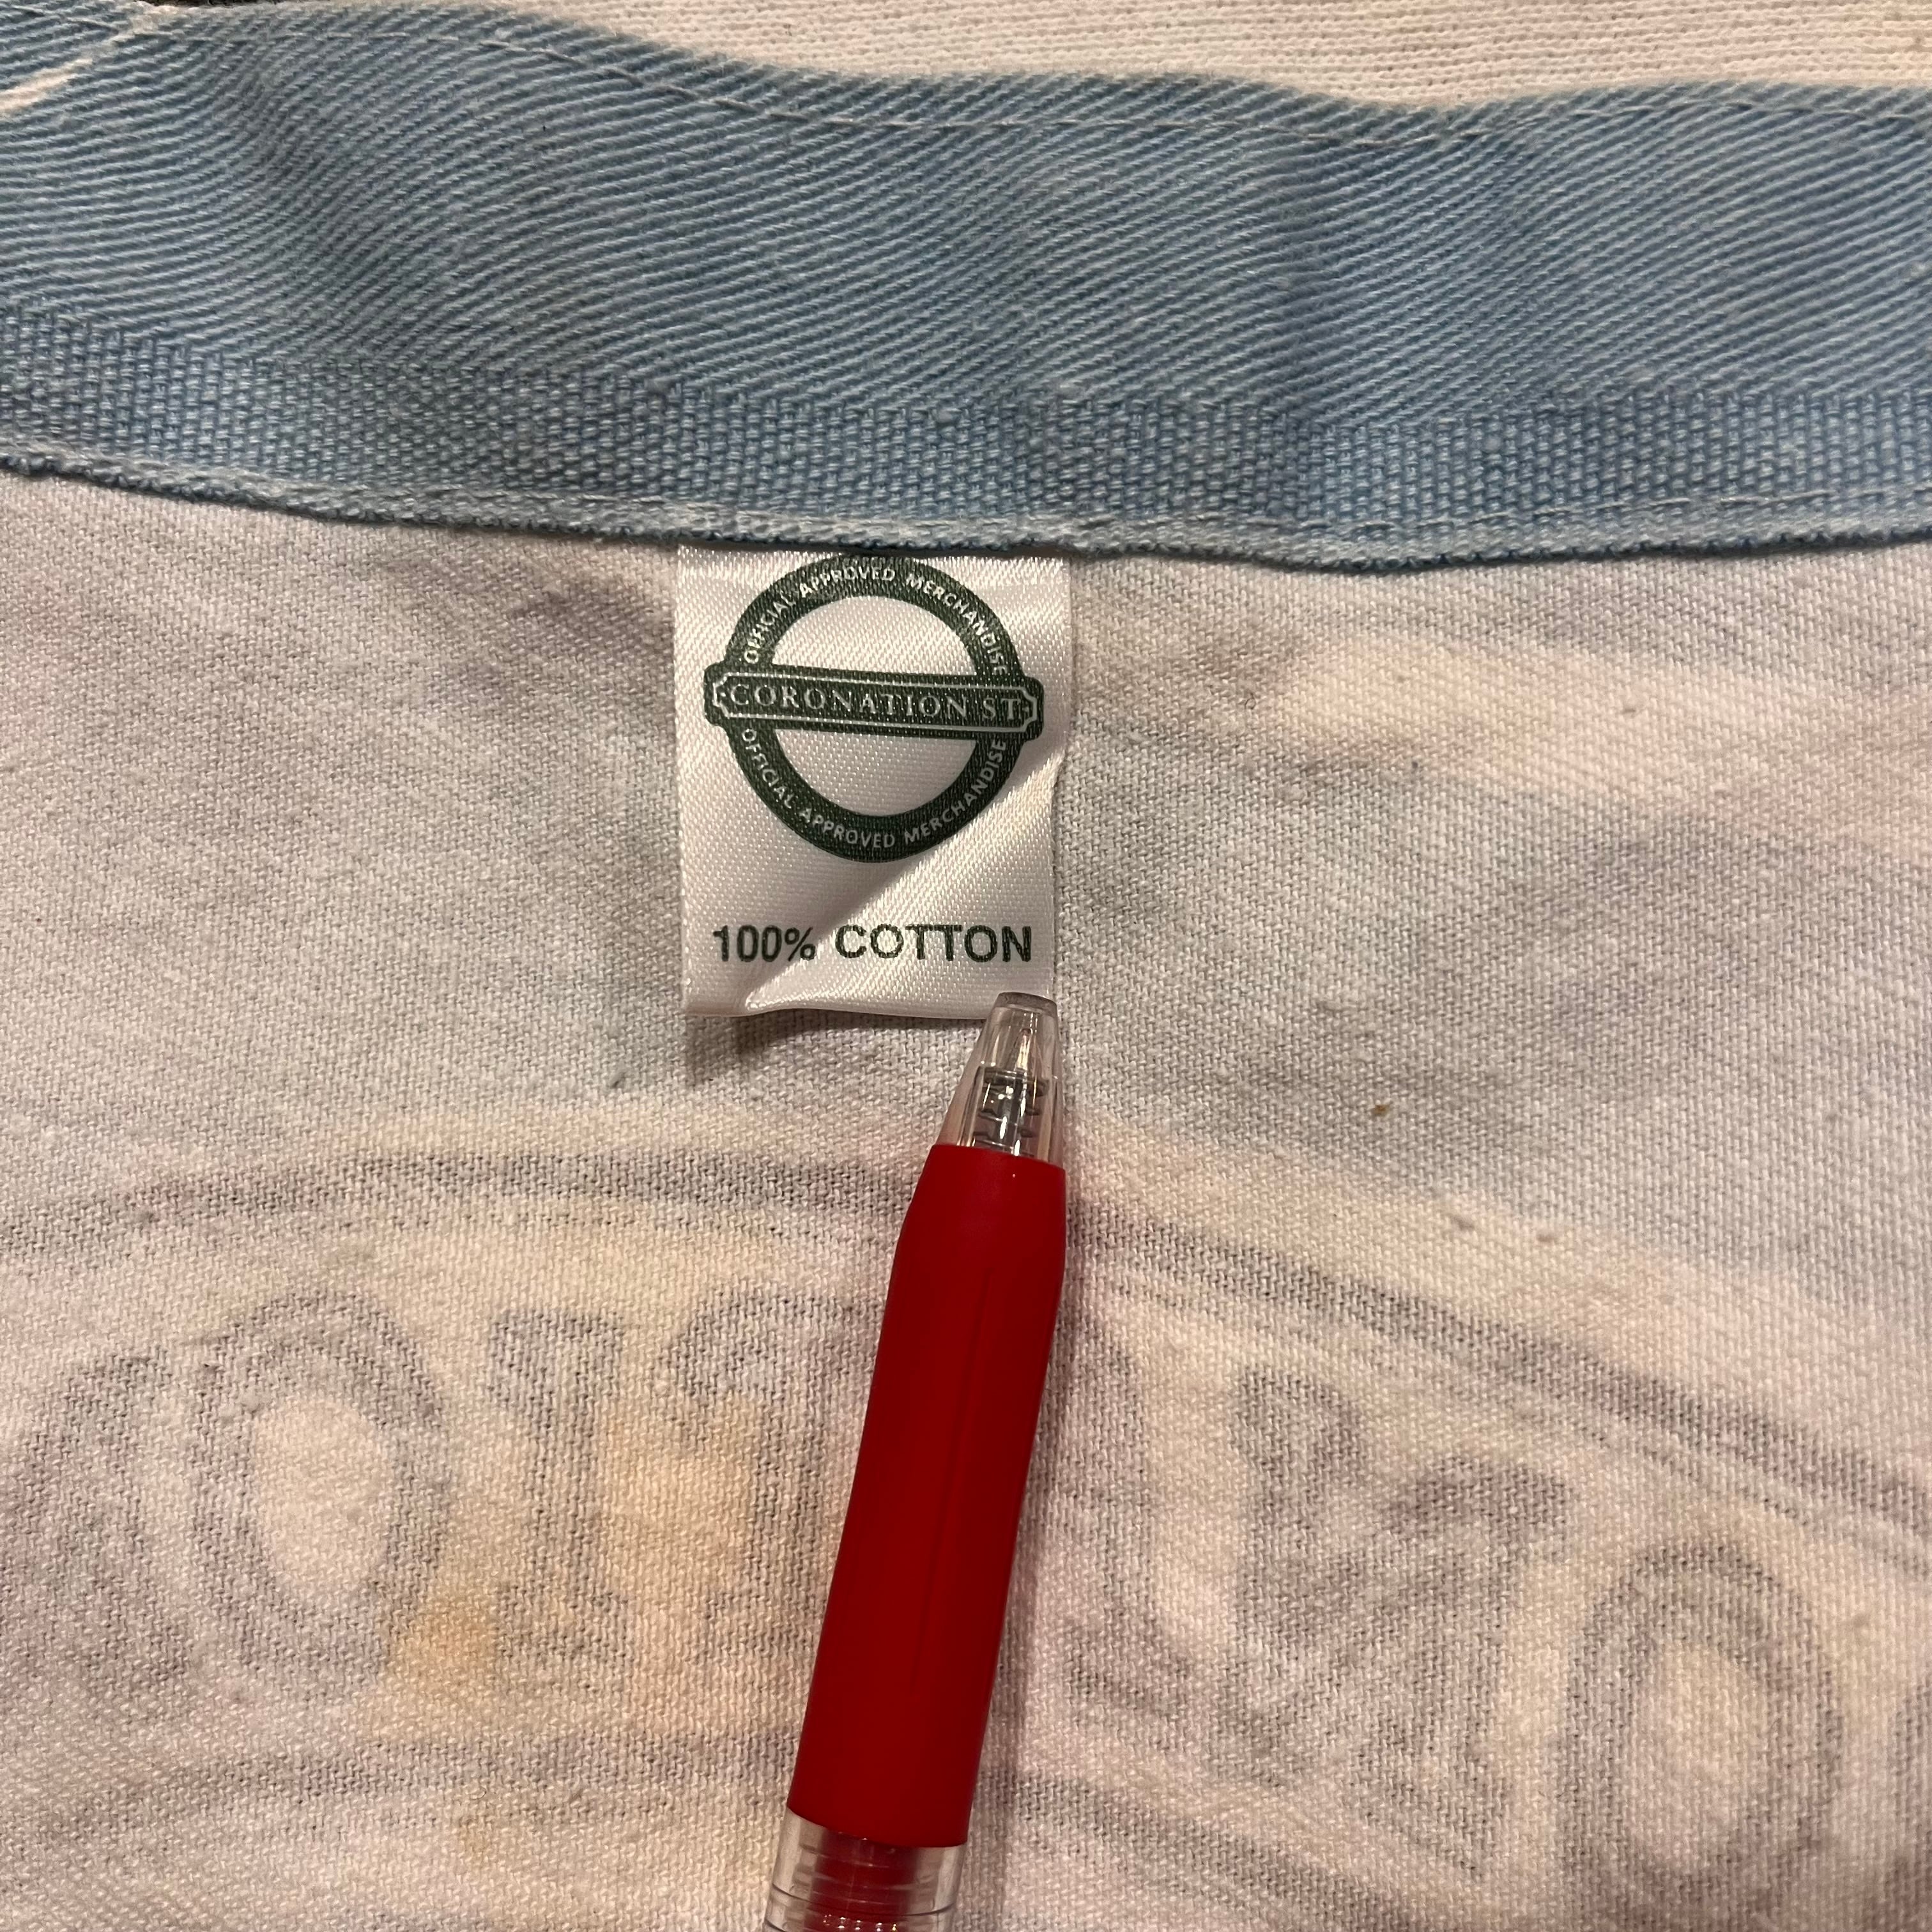 OFFICIAL APPROVED MERCHANDISE
CORONATION ST.
OFFICIAL APPROVED MERCHANDISE
100% COTTON